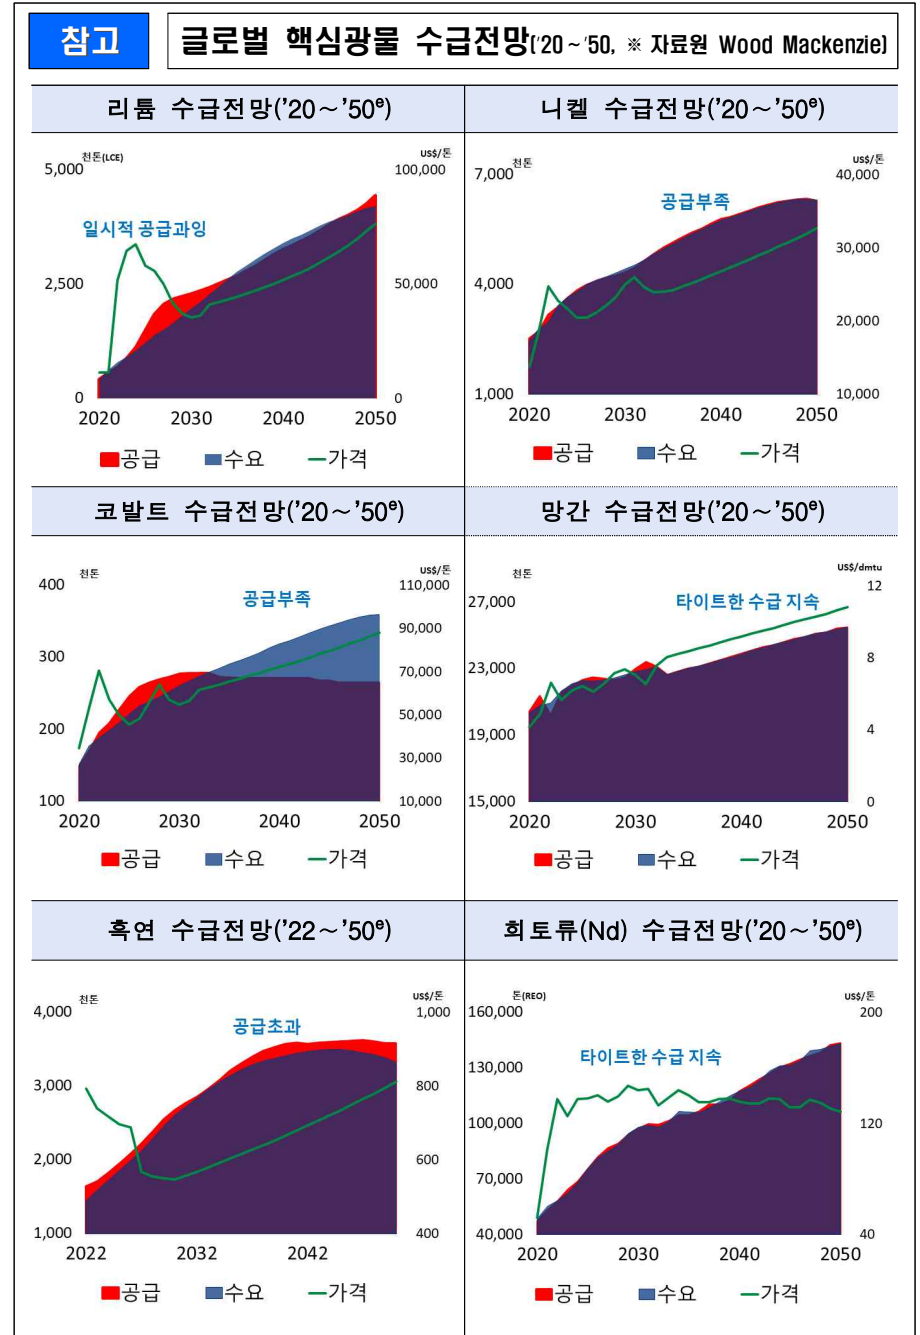 참고
글로벌 핵심광물 수급전망('20~'50, ※ 자료원 Wood Mackenzie)
리튬 수급전망('20~'50ᵉ)
천톤(LCE)
US$/톤
5,000
100,000
일시적 공급과잉
2,500
50,000
0
0
2020 2030 2040 2050
공급 수요 가격
니켈 수급전망('20~'50ᵉ)
천톤
US$/톤
7,000
40,000
공급부족
30,000
4,000
20,000
1,000
10,000
2020 2030 2040 2050
공급 수요 가격
코발트 수급전망('20~'50ᵉ)
천톤
US$/톤
400
110,000
공급부족
90,000
300
70,000
200
50,000
30,000
100
10,000
2020 2030 2040 2050
공급 수요 가격
망간 수급전망('20~'50ᵉ)
천톤
US$/dmtu
12
27,000
타이트한 수급 지속
23,000
8
19,000
4
15,000
0
2020 2030 2040 2050
공급 수요 가격
흑연 수급전망('22~'50ᵉ)
천톤
US$/톤
4,000
1,000
공급초과
3,000
800
2,000
600
1,000
400
2022 2032 2042
공급 수요 가격
희토류(Nd) 수급전망('20~'50ᵉ)
톤(REO)
US$/톤
160,000
200
130,000
타이트한 수급 지속
100,000
120
70,000
40,000
40
2020 2030 2040 2050
공급 수요 가격